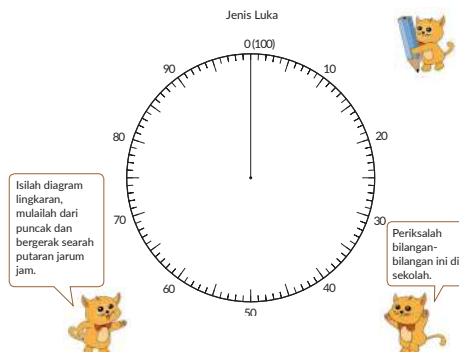 Jenis Luka
0 (100)
90
10
80
20
70
30
60
40
50
Isilah diagram
lingkaran,
mulailah dari
puncak dan
bergerak searah
putaran jarum
jam.
Periksalah
bilangan-
bilangan ini di
sekolah.